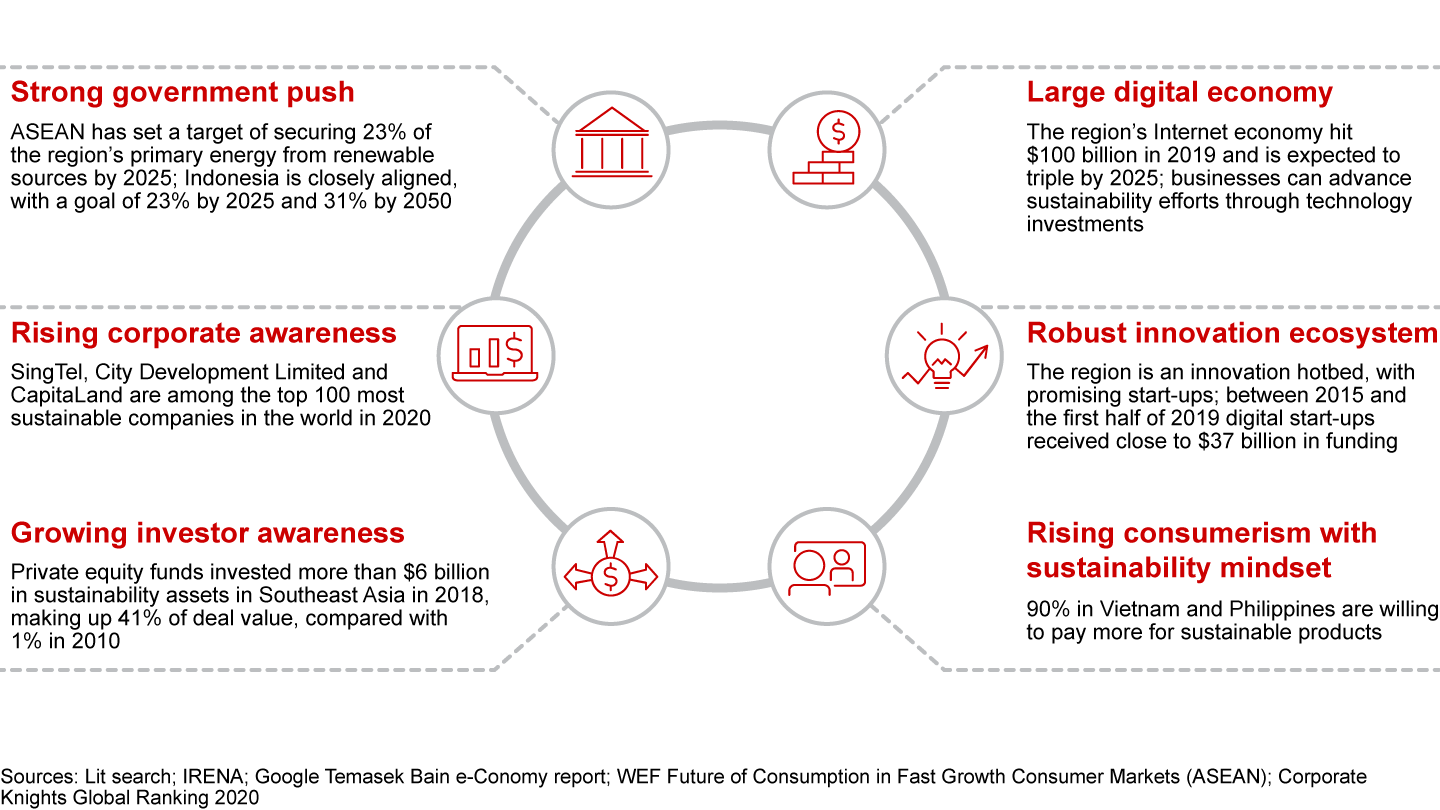 Strong government push
ASEAN has set a target of securing 23% of
the region’s primary energy from renewable
sources by 2025; Indonesia is closely aligned,
with a goal of 23% by 2025 and 31% by 2050
Rising corporate awareness
SingTel, City Development Limited and
CapitaLand are among the top 100 most
sustainable companies in the world in 2020
Growing investor awareness
Private equity funds invested more than $6 billion
in sustainability assets in Southeast Asia in 2018,
making up 41% of deal value, compared with
1% in 2010
Large digital economy
The region’s Internet economy hit
$100 billion in 2019 and is expected to
triple by 2025; businesses can advance
sustainability efforts through technology
investments
Robust innovation ecosystem
The region is an innovation hotbed, with
promising start-ups; between 2015 and
the first half of 2019 digital start-ups
received close to $37 billion in funding
Rising consumerism with
sustainability mindset
90% in Vietnam and Philippines are willing
to pay more for sustainable products
$
$
$
$
Sources: Lit search; IRENA; Google Temasek Bain e-Conomy report; WEF Future of Consumption in Fast Growth Consumer Markets (ASEAN); Corporate
Knights Global Ranking 2020